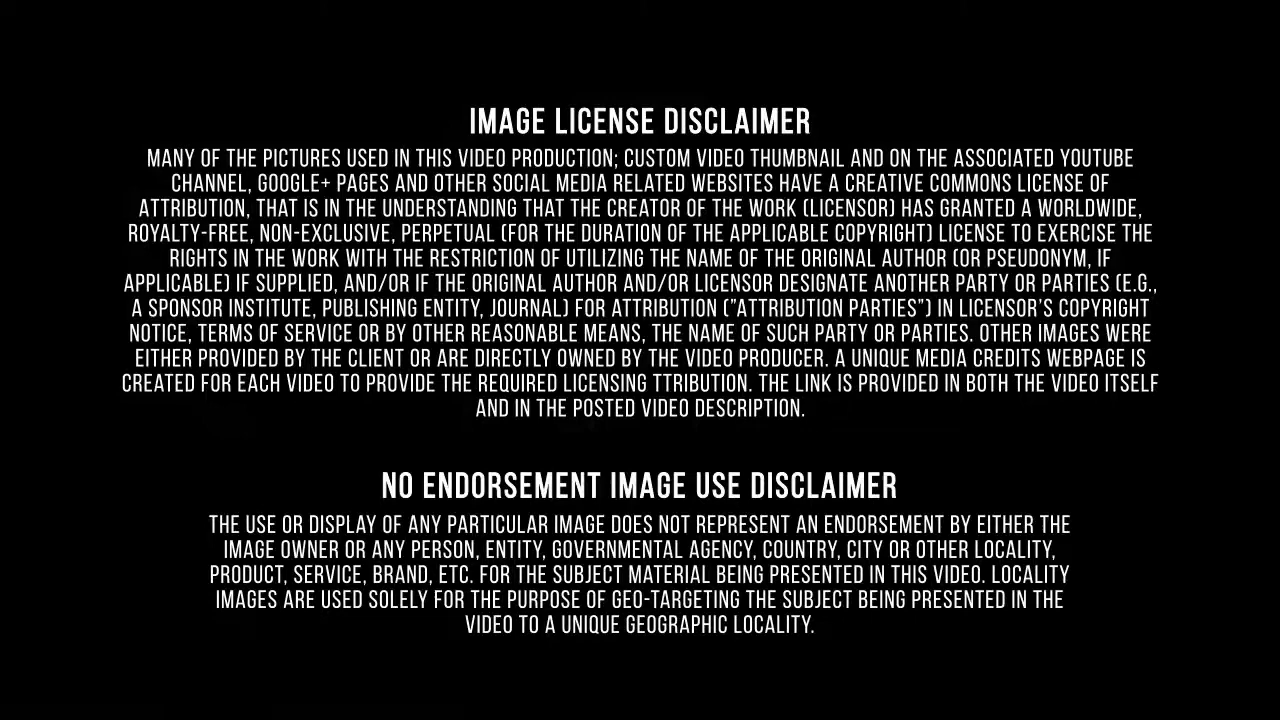 IMAGE LICENSE DISCLAIMER
MANY OF THE PICTURES USED IN THIS VIDEO PRODUCTION; CUSTOM VIDEO THUMBNAIL AND ON THE ASSOCIATED YOUTUBE
CHANNEL, GOOGLE+ PAGES AND OTHER SOCIAL MEDIA RELATED WEBSITES HAVE A CREATIVE COMMONS LICENSE OF
ATTRIBUTION, THAT IS IN THE UNDERSTANDING THAT THE CREATOR OF THE WORK (LICENSOR) HAS GRANTED A WORLDWIDE,
ROYALTY-FREE, NON-EXCLUSIVE, PERPETUAL (FOR THE DURATION OF THE APPLICABLE COPYRIGHT) LICENSE TO EXERCISE THE
RIGHTS IN THE WORK WITH THE RESTRICTION OF UTILIZING THE NAME OF THE ORIGINAL AUTHOR (OR PSEUDONYM, IF
APPLICABLE) IF SUPPLIED, AND/OR IF THE ORIGINAL AUTHOR AND/OR LICENSOR DESIGNATE ANOTHER PARTY OR PARTIES (E.G.,
A SPONSOR INSTITUTE, PUBLISHING ENTITY, JOURNAL) FOR ATTRIBUTION ("ATTRIBUTION PARTIES") IN LICENSOR'S COPYRIGHT
NOTICE, TERMS OF SERVICE OR BY OTHER REASONABLE MEANS, THE NAME OF SUCH PARTY OR PARTIES. OTHER IMAGES WERE
EITHER PROVIDED BY THE CLIENT OR ARE DIRECTLY OWNED BY THE VIDEO PRODUCER. A UNIQUE MEDIA CREDITS WEBPAGE IS
CREATED FOR EACH VIDEO TO PROVIDE THE REQUIRED LICENSING TTRIBUTION. THE LINK IS PROVIDED IN BOTH THE VIDEO ITSELF
AND IN THE POSTED VIDEO DESCRIPTION.
NO ENDORSEMENT IMAGE USE DISCLAIMER
THE USE OR DISPLAY OF ANY PARTICULAR IMAGE DOES NOT REPRESENT AN ENDORSEMENT BY EITHER THE
IMAGE OWNER OR ANY PERSON, ENTITY, GOVERNMENTAL AGENCY, COUNTRY, CITY OR OTHER LOCALITY,
PRODUCT, SERVICE, BRAND, ETC. FOR THE SUBJECT MATERIAL BEING PRESENTED IN THIS VIDEO. LOCALITY
IMAGES ARE USED SOLELY FOR THE PURPOSE OF GEO-TARGETING THE SUBJECT BEING PRESENTED IN THE
VIDEO TO A UNIQUE GEOGRAPHIC LOCALITY.